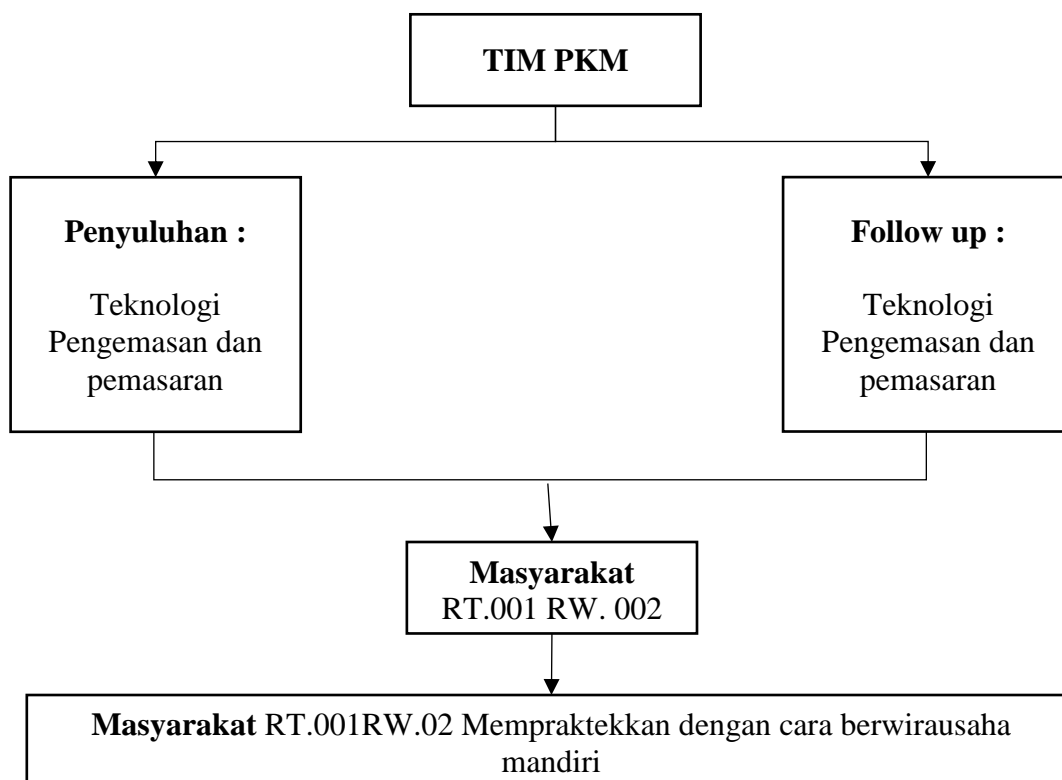 TIM PKM
Penyuluhan :
Teknologi
Pengemasan dan
pemasaran
Follow up :
Teknologi
Pengemasan dan
pemasaran
Masyarakat
RT.001 RW. 002
Masyarakat RT.001RW.02 Mempraktekkan dengan cara berwirausaha
mandiri